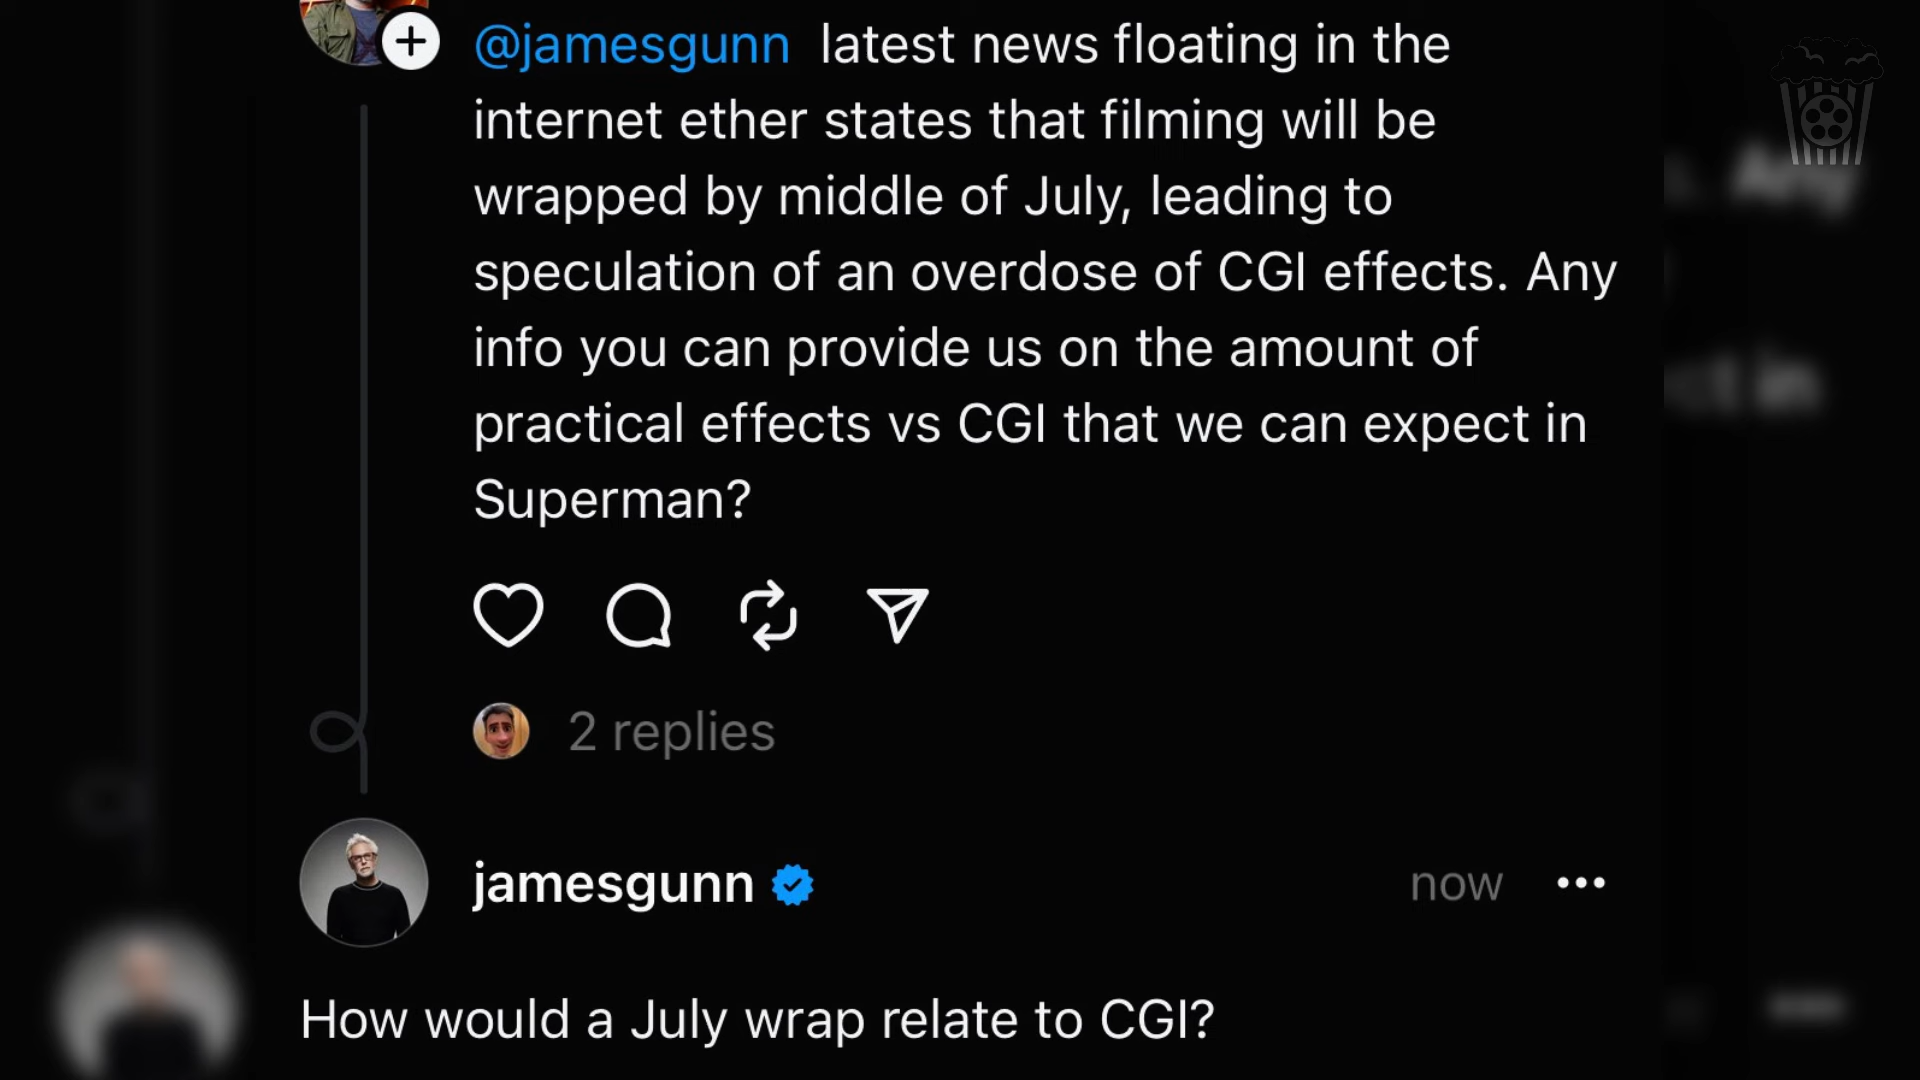 @jamesgunn latest news floating in the
internet ether states that filming will be
wrapped by middle of July, leading to
speculation of an overdose of CGI effects. Any
info you can provide us on the amount of
practical effects vs CGI that we can expect in
Superman?
2 replies
jamesgunn now
How would a July wrap relate to CGI?